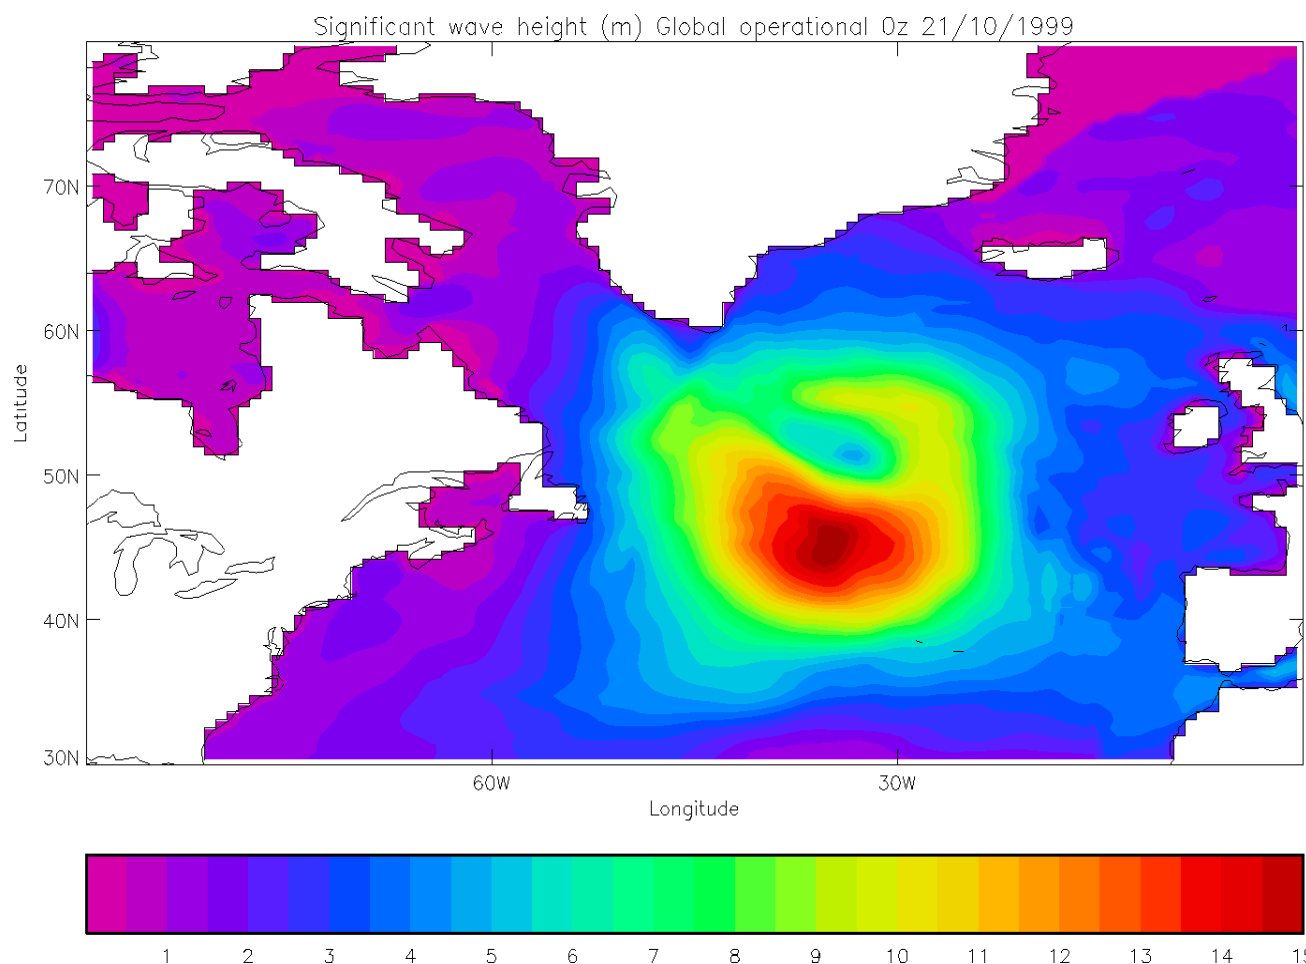 Significant wave height (m) Global operational 0z 21/10/1999
70N
60N
50N
40N
30N
Latitude
60W 30W
Longitude
1 2 3 4 5 6 7 8 9 10 11 12 13 14 15